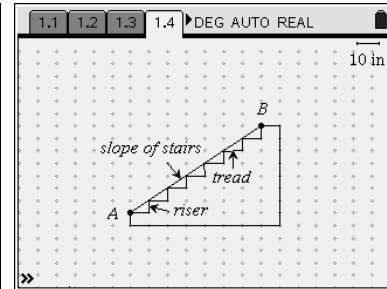 1.1 1.2 1.3 1.4 DEG AUTO REAL
10 in
B
slope of stairs
tread
A
riser